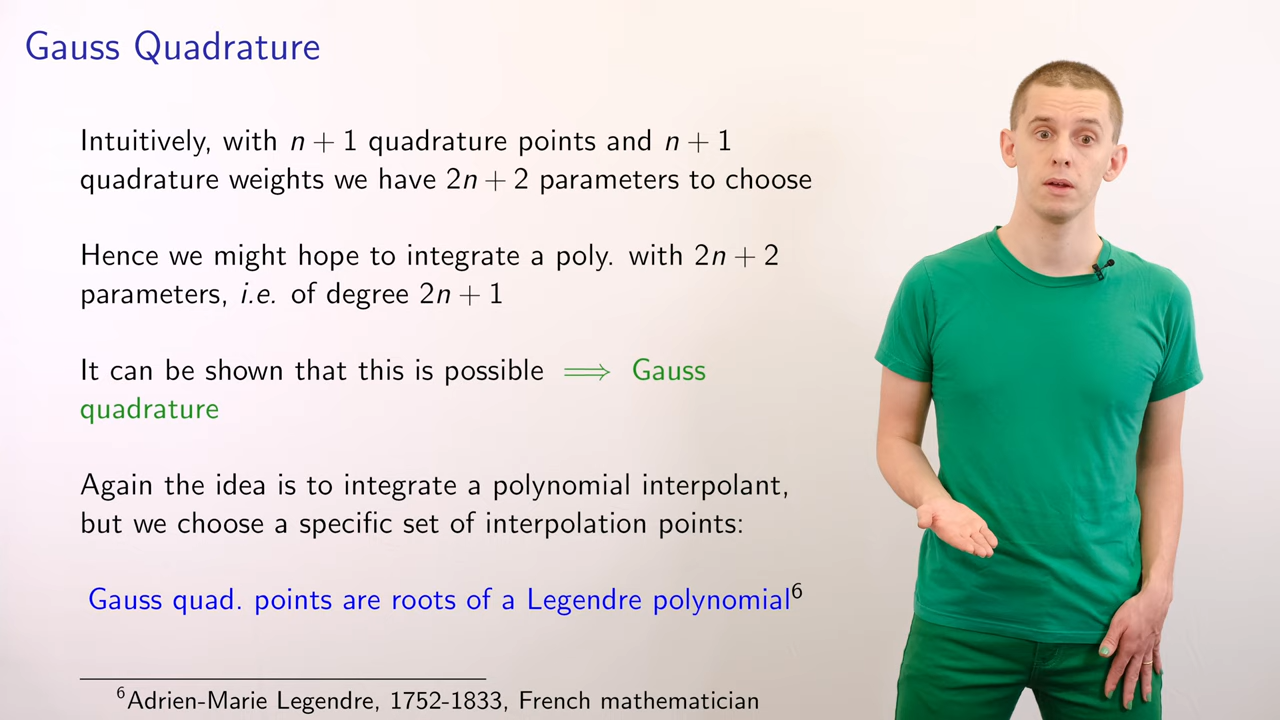 Gauss Quadrature
Intuitively, with n + 1 quadrature points and n + 1
quadrature weights we have 2n + 2 parameters to choose
Hence we might hope to integrate a poly. with 2n + 2
parameters, i.e. of degree 2n + 1
It can be shown that this is possible ⟹ Gauss
quadrature
Again the idea is to integrate a polynomial interpolant,
but we choose a specific set of interpolation points:
Gauss quad. points are roots of a Legendre polynomial⁶
⁶Adrien-Marie Legendre, 1752-1833, French mathematician